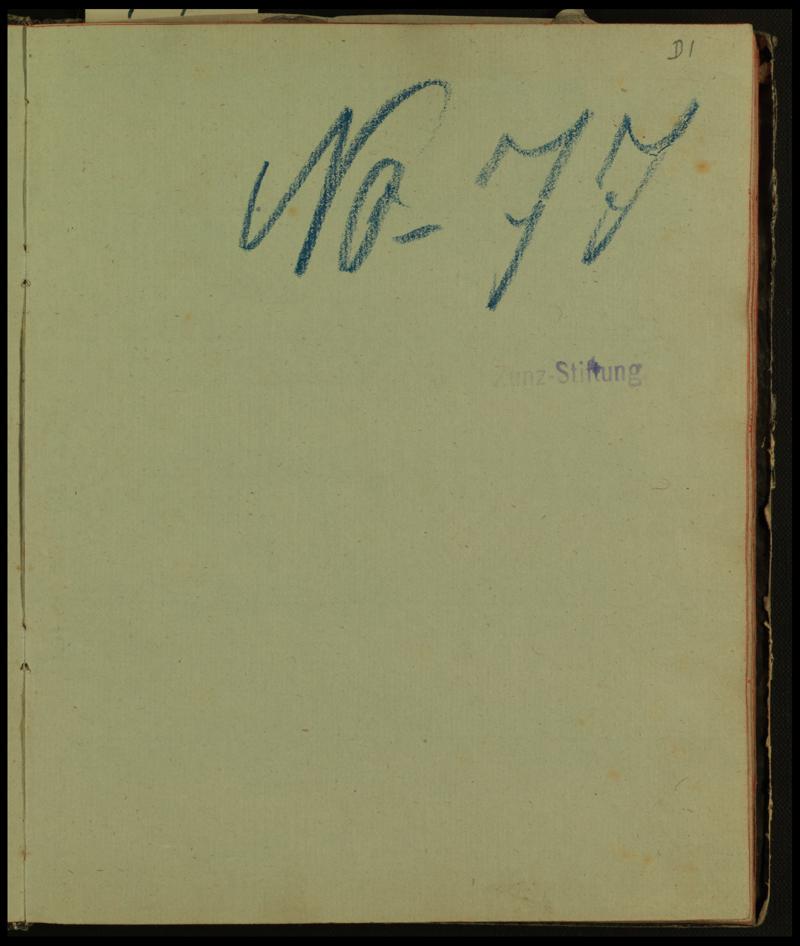 D1
No- 77
Zunz-Stiftung